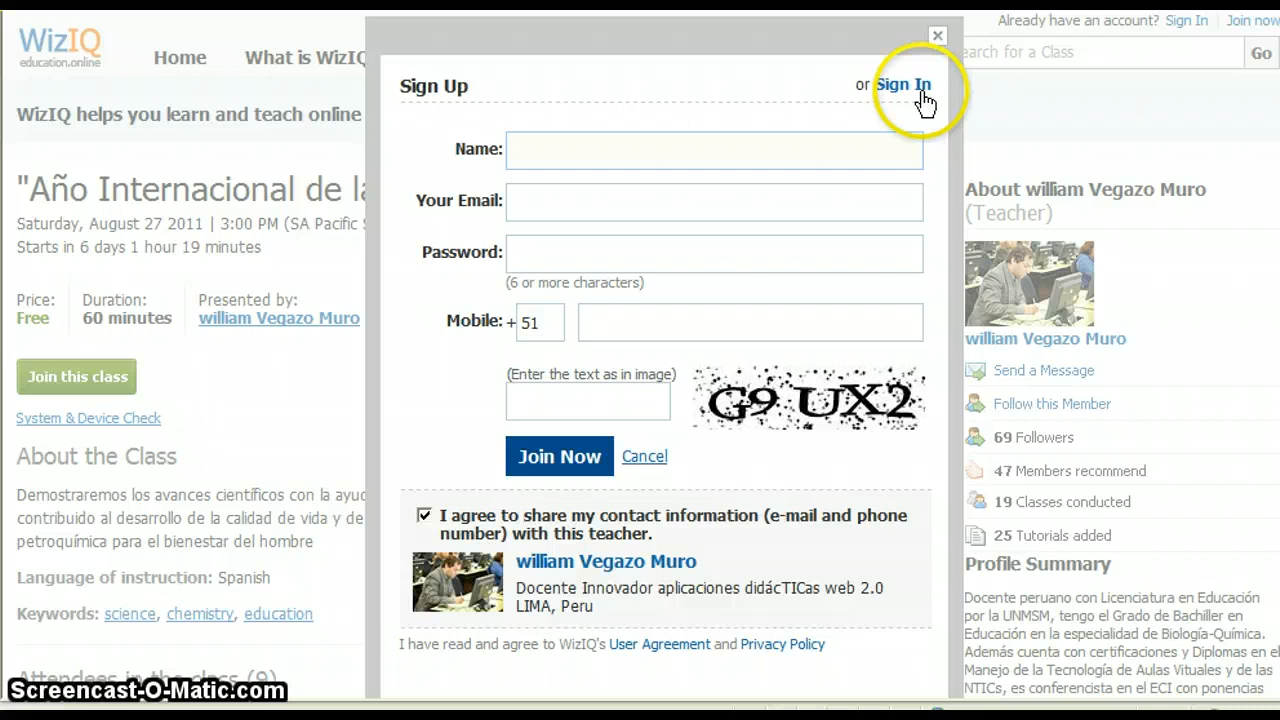 WizIQ
education.online
Home
What is WizIQ
Already have an account? Sign In
Join now
earch for a Class
Go
WizIQ helps you learn and teach online
"Año Internacional de la
Saturday, August 27 2011 | 3:00 PM (SA Pacific
Starts in 6 days 1 hour 19 minutes
Price:
Free
Duration:
60 minutes
Presented by:
william Vegazo Muro
Join this class
System & Device Check
About the Class
Demostraremos los avances científicos con la ayuc
contribuido al desarrollo de la calidad de vida y de
petroquímica para el bienestar del hombre
Language of instruction: Spanish
Keywords: science, chemistry, education
Attendees in the class (9)
Screencast-O-Matic.com
Sign Up
or Sign In
Name:
Your Email:
Password:
(6 or more characters)
Mobile: + 51
(Enter the text as in image)
G9 UX2
Join Now
Cancel
I agree to share my contact information (e-mail and phone
number) with this teacher.
william Vegazo Muro
Docente Innovador aplicaciones didácTICas web 2.0
LIMA, Peru
I have read and agree to WizIQ's User Agreement and Privacy Policy
About william Vegazo Muro
(Teacher)
william Vegazo Muro
Send a Message
Follow this Member
69 Followers
47 Members recommend
19 Classes conducted
25 Tutorials added
Profile Summary
Docente peruano con Licenciatura en Educación
por la UNMSM, tengo el Grado de Bachiller en
Educación en la especialidad de Biología-Química.
Además cuenta con certificaciones y Diplomas en el
Manejo de la Tecnología de Aulas Vituales y de las
NTICs, es conferencista en el ECI con ponencias